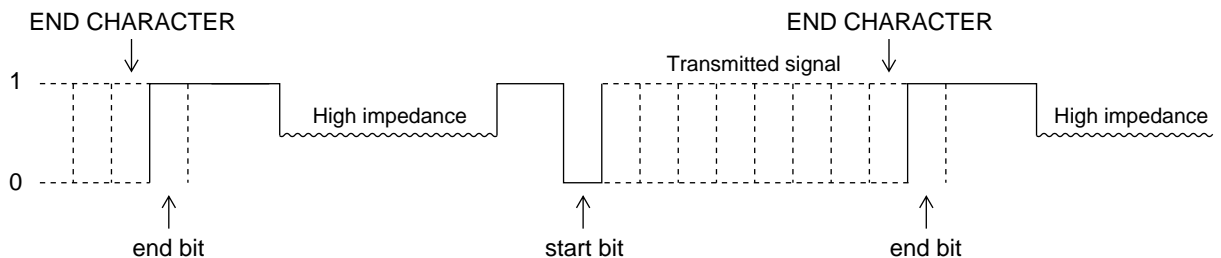 END CHARACTER END CHARACTER
Transmitted signal
1
High impedance High impedance
0
end bit start bit end bit